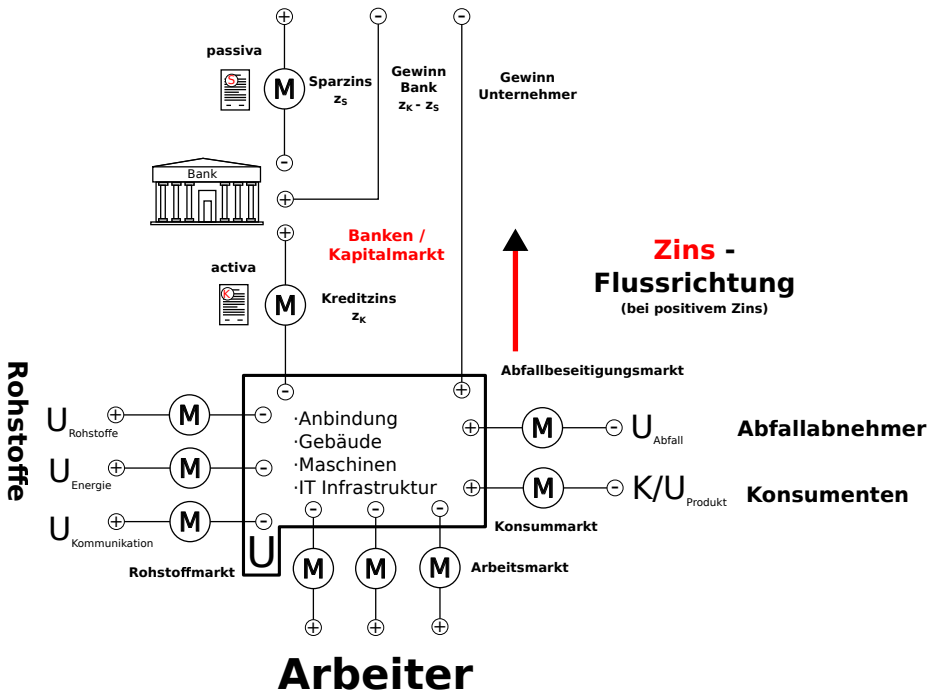 +
-
-
passiva
S
M
Sparzins
zS
Gewinn
Bank
zK - zS
Gewinn
Unternehmer
-
Bank
+
+
Banken /
Kapitalmarkt
Zins -
Flussrichtung
(bei positivem Zins)
activa
K
M
Kreditzins
zK
Abfallbeseitigungsmarkt
-
+
Rohstoffe
URohstoffe
+
M
-
·Anbindung
·Gebäude
·Maschinen
·IT Infrastruktur
+
M
-
UAbfall
Abfallabnehmer
UEnergie
+
M
-
+
M
-
K/UProdukt
Konsumenten
UKommunikation
+
M
-
-
-
-
Konsummarkt
U
Rohstoffmarkt
M
M
M
Arbeitsmarkt
+
+
+
Arbeiter